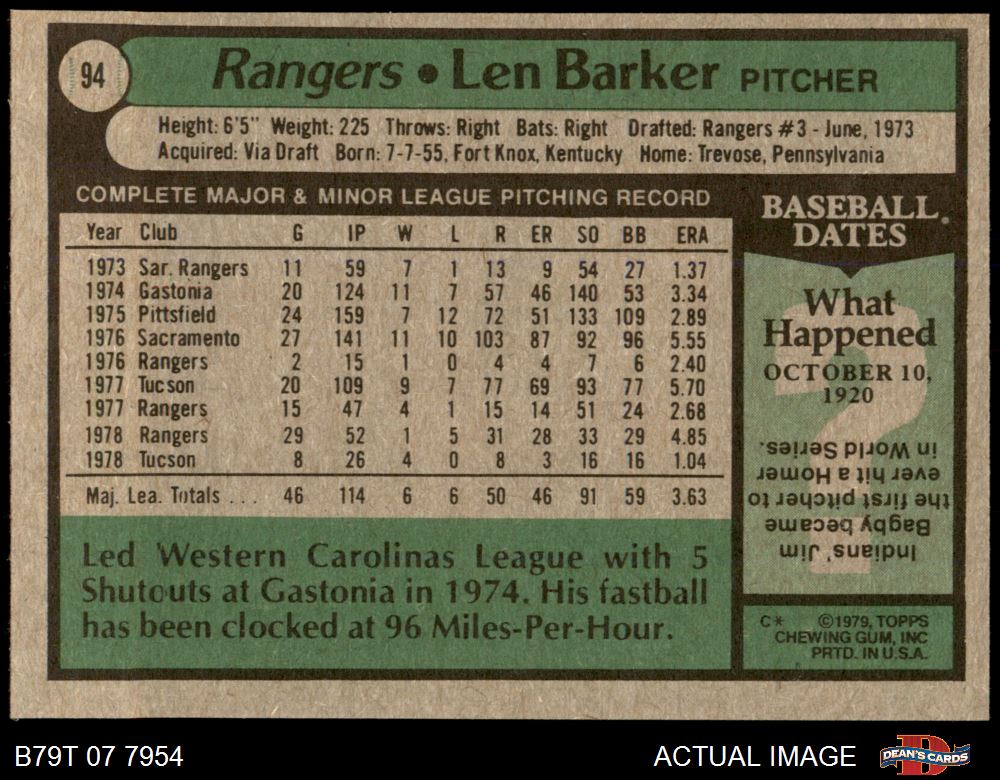 94
Rangers • Len Barker PITCHER
Height: 6'5" Weight: 225 Throws: Right Bats: Right Drafted: Rangers #3 - June, 1973
Acquired: Via Draft Born: 7-7-55, Fort Knox, Kentucky Home: Trevose, Pennsylvania
COMPLETE MAJOR & MINOR LEAGUE PITCHING RECORD
Year Club G IP W L R ER SO BB ERA
1973 Sar. Rangers 11 59 7 1 13 9 54 27 1.37
1974 Gastonia 20 124 11 7 57 46 140 53 3.34
1975 Pittsfield 24 159 7 12 72 51 133 109 2.89
1976 Sacramento 27 141 11 10 103 87 92 96 5.55
1976 Rangers 2 15 1 0 4 4 7 6 2.40
1977 Tucson 20 109 9 7 77 69 93 77 5.70
1977 Rangers 15 47 4 1 15 14 51 24 2.68
1978 Rangers 29 52 1 5 31 28 33 29 4.85
1978 Tucson 8 26 4 0 8 3 16 16 1.04
Maj. Lea. Totals ... 46 114 6 6 50 46 91 59 3.63
Led Western Carolinas League with 5
Shutouts at Gastonia in 1974. His fastball
has been clocked at 96 Miles-Per-Hour.
BASEBALL®
DATES
What
Happened
OCTOBER 10,
1920
Indians' Jim
Bagby became
the first pitcher to
ever hit a Homer
in World Series.
C* ©1979, TOPPS
CHEWING GUM, INC
PRTD. IN U.S.A.
B79T 07 7954
ACTUAL IMAGE
DEAN'S CARDS